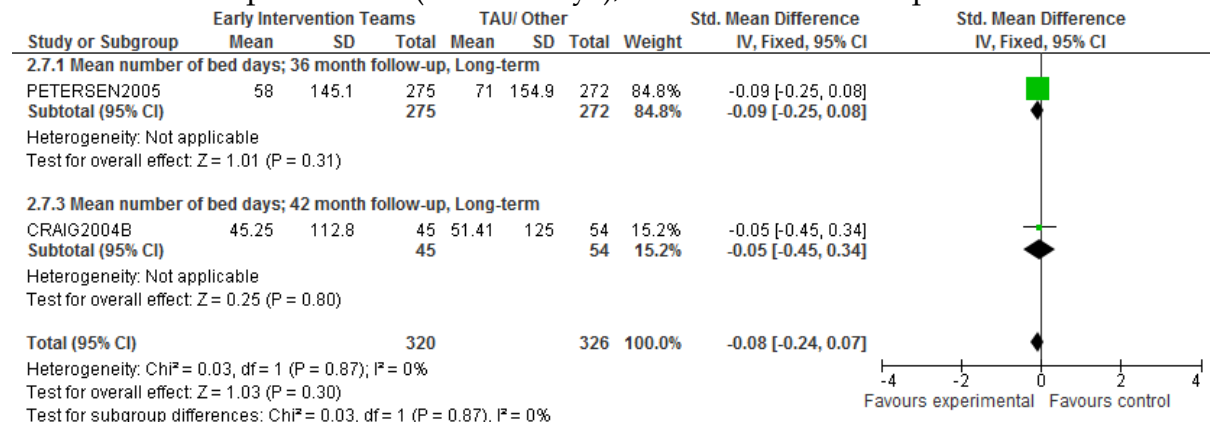 Early Intervention Teams TAU/ Other Std. Mean Difference Std. Mean Difference
Study or Subgroup Mean SD Total Mean SD Total Weight IV, Fixed, 95% CI IV, Fixed, 95% CI
2.7.1 Mean number of bed days; 36 month follow-up, Long-term
PETERSEN2005 58 145.1 275 71 154.9 272 84.8% -0.09 [-0.25, 0.08]
Subtotal (95% CI) 275 272 84.8% -0.09 [-0.25, 0.08]
Heterogeneity: Not applicable
Test for overall effect: Z = 1.01 (P = 0.31)
2.7.3 Mean number of bed days; 42 month follow-up, Long-term
CRAIG2004B 45.25 112.8 45 51.41 125 54 15.2% -0.05 [-0.45, 0.34]
Subtotal (95% CI) 45 54 15.2% -0.05 [-0.45, 0.34]
Heterogeneity: Not applicable
Test for overall effect: Z = 0.25 (P = 0.80)
Total (95% CI) 320 326 100.0% -0.08 [-0.24, 0.07]
Heterogeneity: Chi² = 0.03, df = 1 (P = 0.87); I² = 0%
Test for overall effect: Z = 1.03 (P = 0.30)
Test for subgroup differences: Chi² = 0.03, df = 1 (P = 0.87), I² = 0%
-4 -2 0 2 4
Favours experimental Favours control